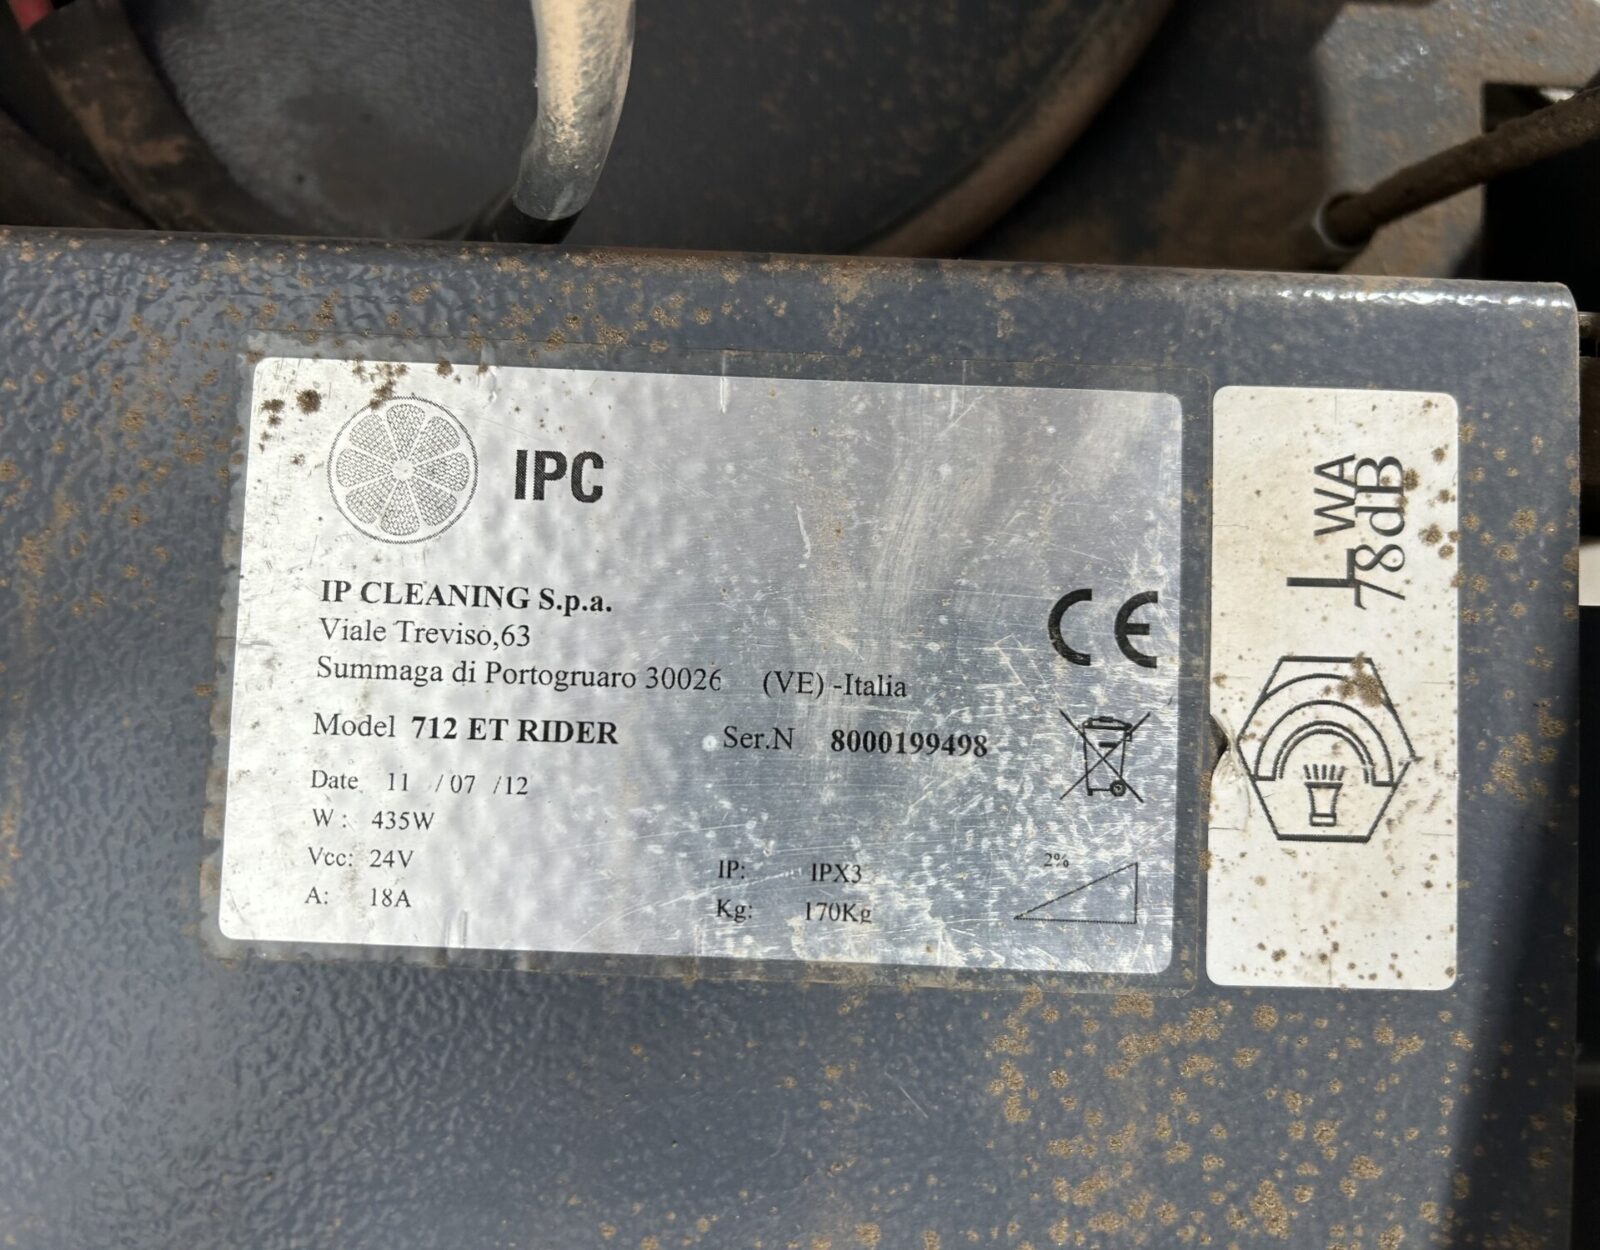 IPC
IP CLEANING S.p.a.
Viale Treviso,63
Summaga di Portogruaro 30026 (VE) -Italia
CE
Model 712 ET RIDER Ser.N 8000199498
Date 11 / 07 /12
W : 435W
Vcc: 24V
A: 18A
IP: IPX3
Kg: 170Kg
2%
LWA
78dB